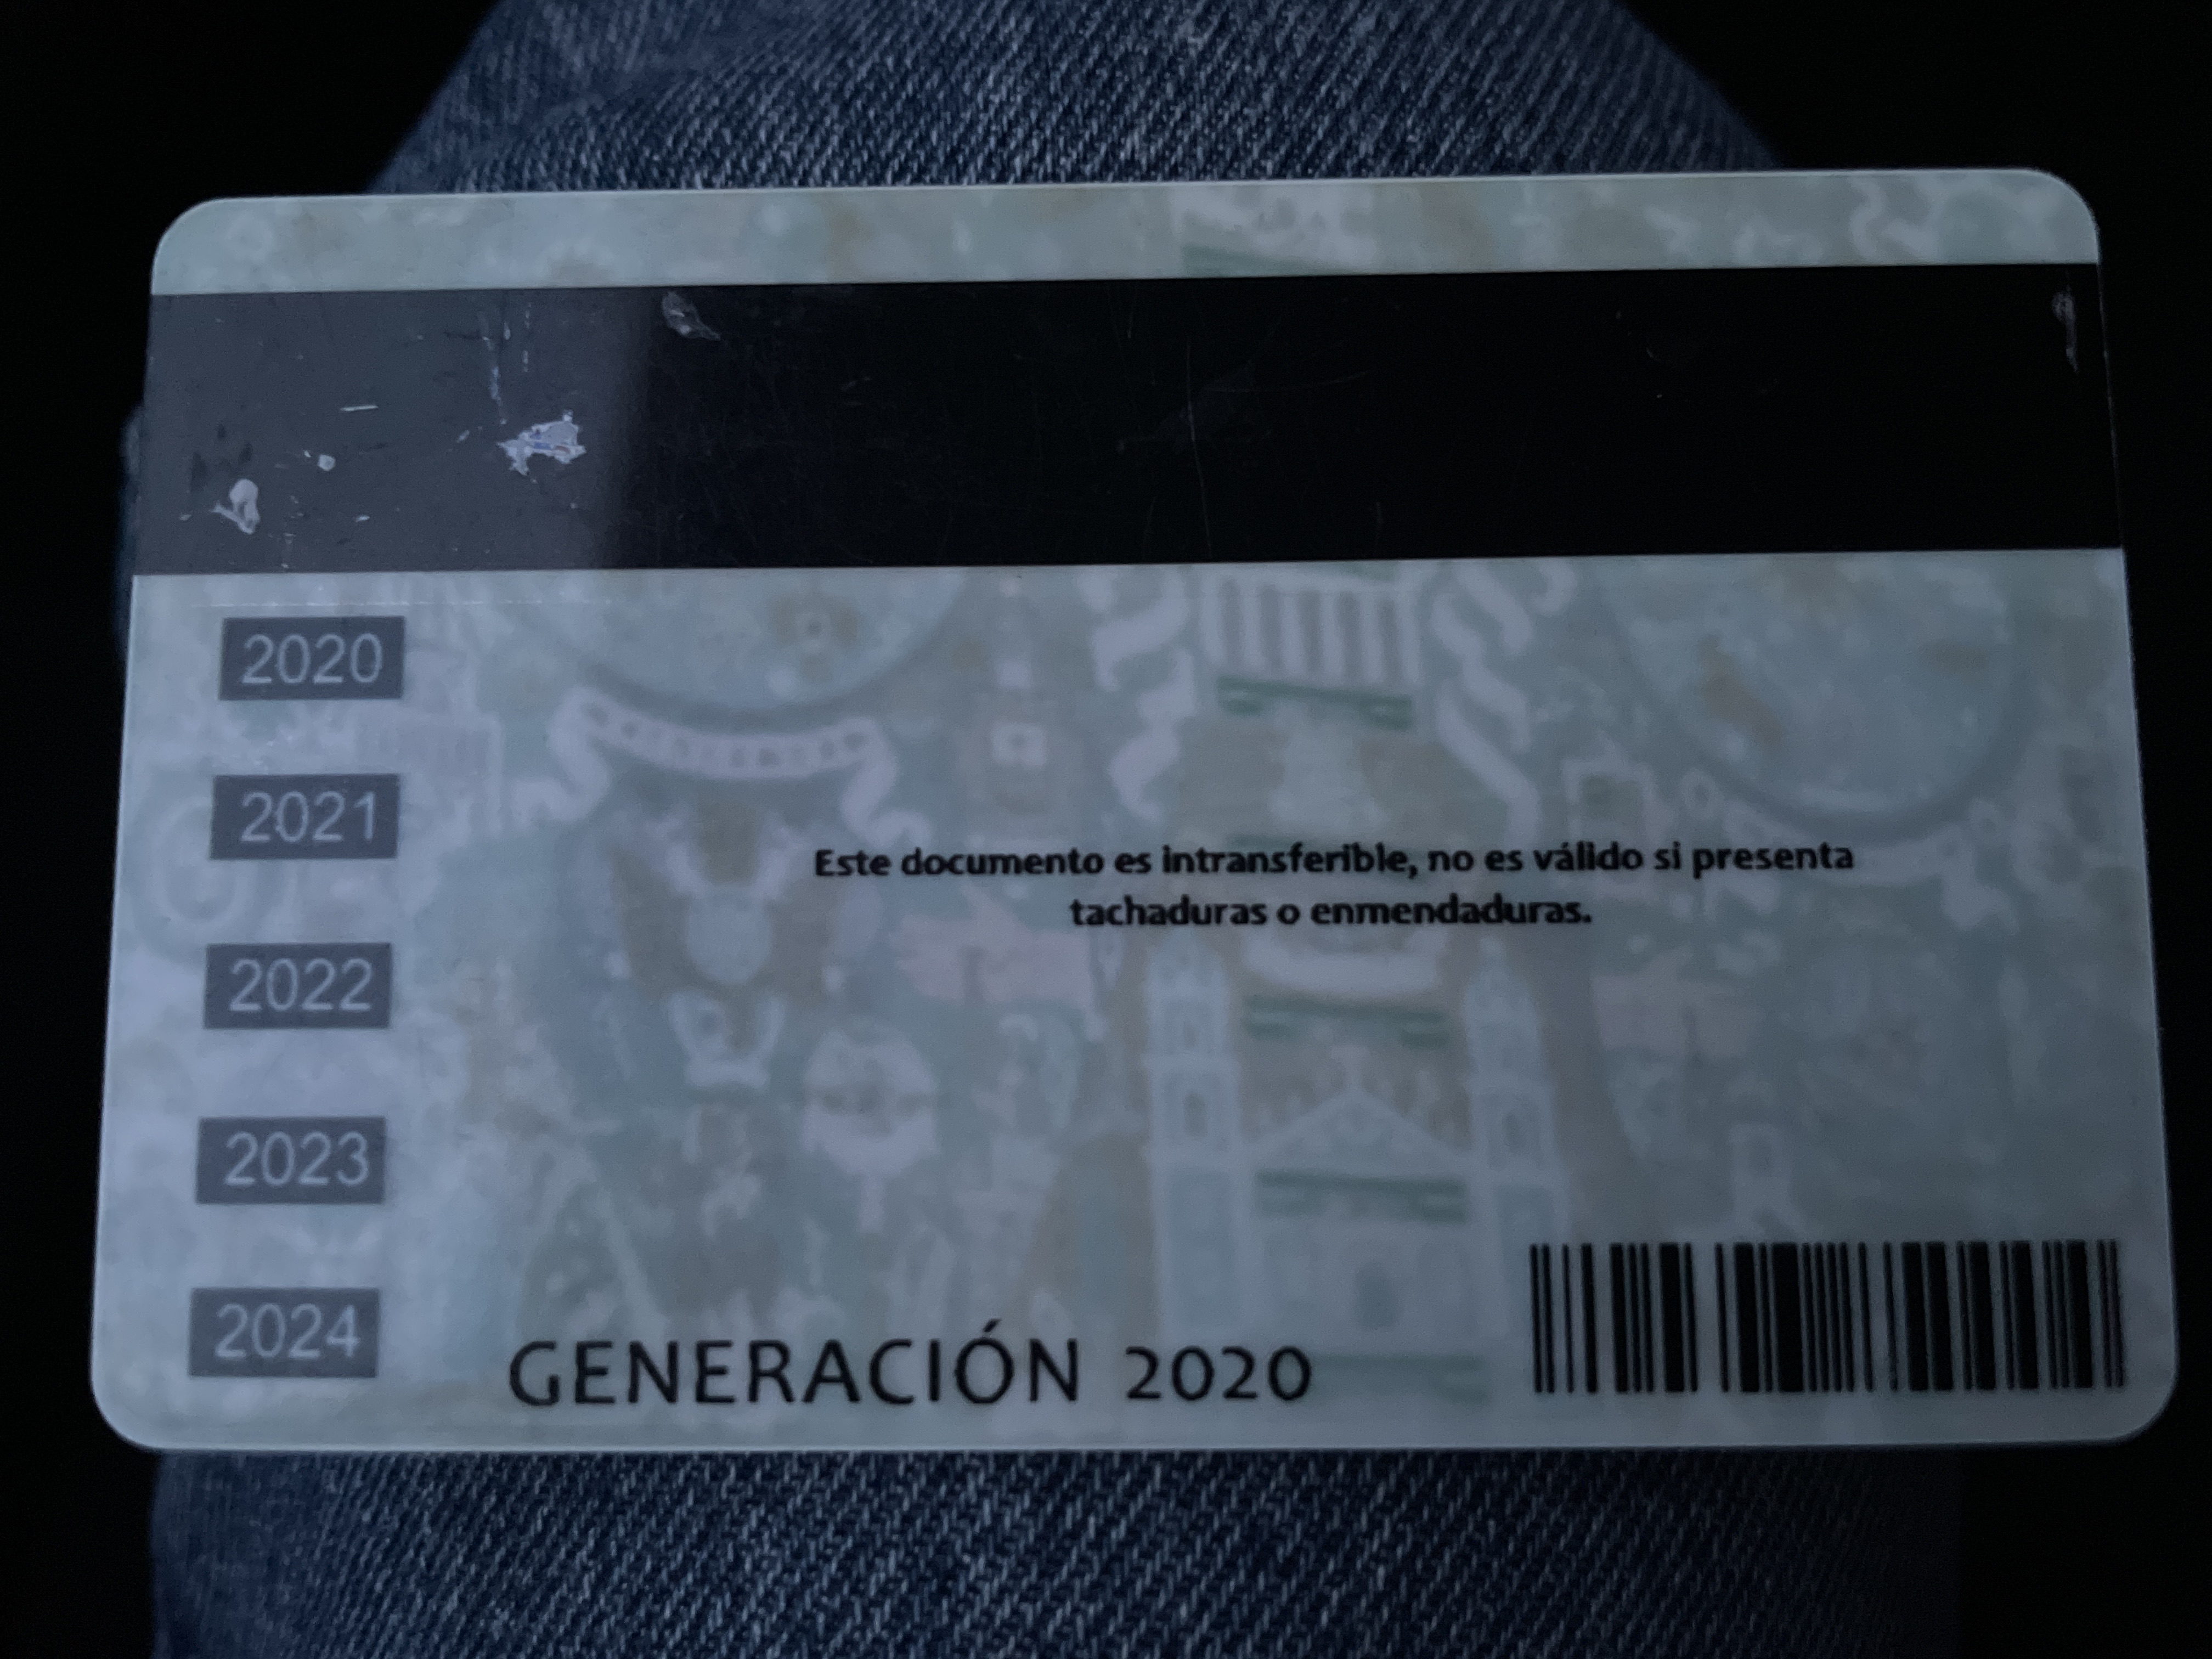 2020
2021
Este documento es intransferible, no es válido si presenta
tachaduras o enmendaduras.
2022
2023
2024
GENERACIÓN 2020